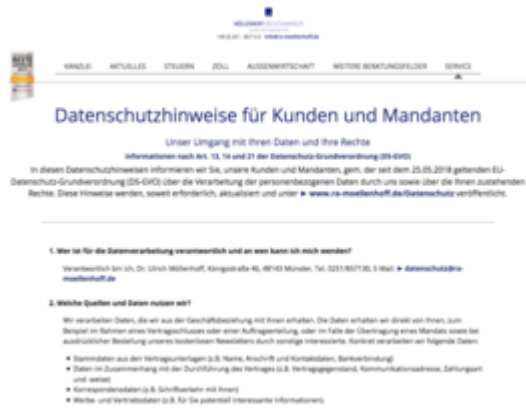 MÖLLENHOFF RECHTSANWÄLTE
KANZLEI AKTUELLES STEUERN ZOLL AUSSENWIRTSCHAFT WEITERE BERATUNGSFELDER SERVICE
Datenschutzhinweise für Kunden und Mandanten
Unser Umgang mit Ihren Daten und Ihre Rechte
Informationen nach Art. 13, 14 und 21 der Datenschutz-Grundverordnung (DS-GVO)
In diesen Datenschutzhinweisen informieren wir Sie, unsere Kunden und Mandanten, gem. der seit dem 25.05.2018 geltenden EU-
Datenschutz-Grundverordnung (DS-GVO) über die Verarbeitung der personenbezogenen Daten durch uns sowie über die Ihnen zustehenden
Rechte. Diese Hinweise werden, soweit erforderlich, aktualisiert und unter ► www.ra-moellenhoff.de/Datenschutz veröffentlicht.
1. Wer ist für die Datenverarbeitung verantwortlich und an wen kann ich mich wenden?
Verantwortlich bin ich, Dr. Ulrich Möllenhoff, Königsstraße 46, 48143 Münster, Tel. 0251/857130, E-Mail: ► datenschutz@ra-
moellenhoff.de
2. Welche Quellen und Daten nutzen wir?
Wir verarbeiten Daten, die wir aus der Geschäftsbeziehung mit Ihnen erhalten. Die Daten erhalten wir direkt von Ihnen, zum
Beispiel im Rahmen eines Vertragsschlusses oder einer Auftragserteilung, oder im Falle der Übertragung eines Mandats sowie bei
ausdrücklicher Bestellung unseres kostenlosen Newsletters durch sonstige Interessierte. Konkret verarbeiten wir folgende Daten:
• Stammdaten aus den Vertragsunterlagen (z.B. Name, Anschrift und Kontaktdaten, Bankverbindung)
• Daten im Zusammenhang mit der Durchführung des Vertrages (z.B. Vertragsgegenstand, Kommunikationsadresse, Zahlungsart
und -weise)
• Korrespondenzdaten (z.B. Schriftverkehr mit Ihnen)
• Werbe- und Vertriebsdaten (z.B. für Sie potentiell interessante Informationen).